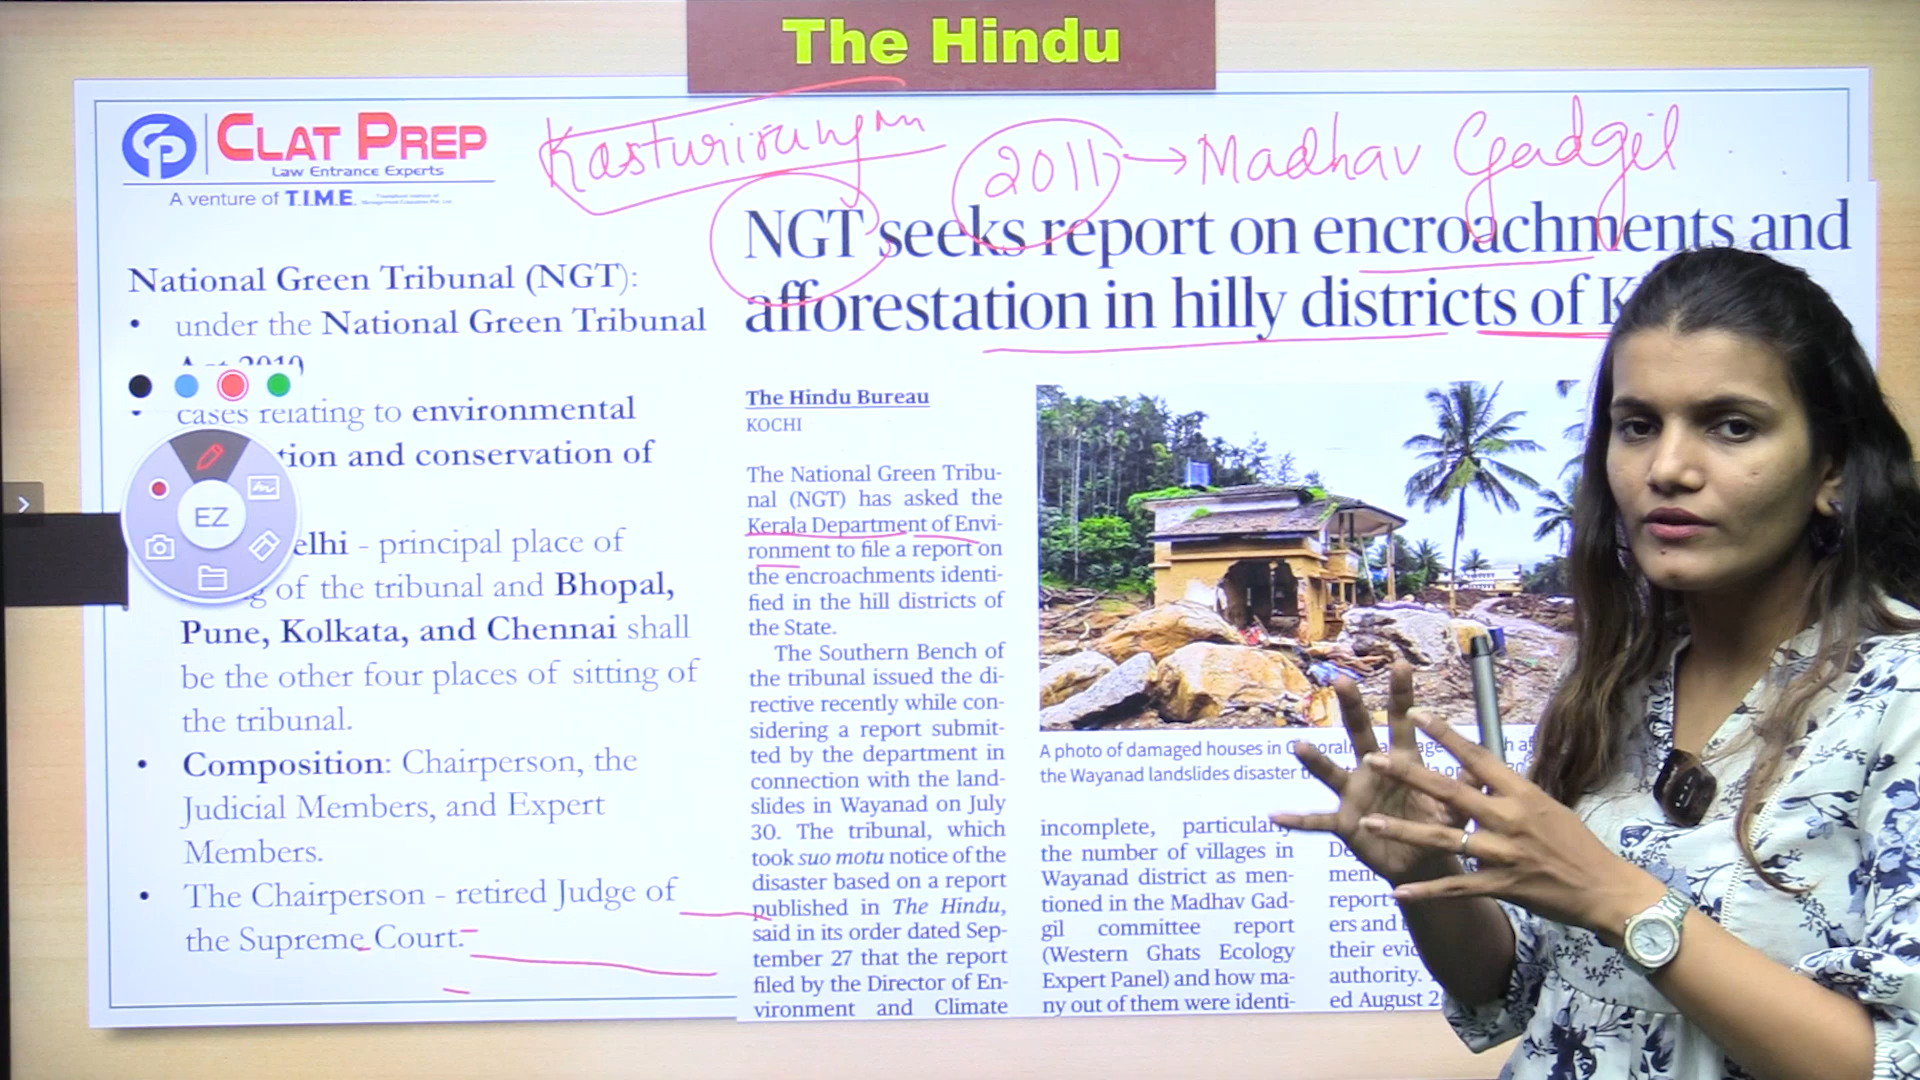 The Hindu
CLAT PREP
Law Entrance Experts
A venture of T.I.M.E.
Kasturirangan
2011 → Madhav Gadgil
National Green Tribunal (NGT):
• under the National Green Tribunal
Act 2010
• cases relating to environmental
tion and conservation of
elhi - principal place of
g of the tribunal and Bhopal,
Pune, Kolkata, and Chennai shall
be the other four places of sitting of
the tribunal.
• Composition: Chairperson, the
Judicial Members, and Expert
Members.
• The Chairperson - retired Judge of
the Supreme Court.
EZ
NGT seeks report on encroachments and
afforestation in hilly districts of K
The Hindu Bureau
KOCHI
The National Green Tribu-
nal (NGT) has asked the
Kerala Department of Envi-
ronment to file a report on
the encroachments identi-
fied in the hill districts of
the State.
The Southern Bench of
the tribunal issued the di-
rective recently while con-
sidering a report submit-
ted by the department in
connection with the land-
slides in Wayanad on July
30. The tribunal, which
took suo motu notice of the
disaster based on a report
published in The Hindu,
said in its order dated Sep-
tember 27 that the report
filed by the Director of En-
vironment and Climate
A photo of damaged houses in
the Wayanad landslides disaster
incomplete, particularly
the number of villages in
Wayanad district as men-
tioned in the Madhav Gad-
gil committee report
(Western Ghats Ecology
Expert Panel) and how ma-
ny out of them were identi-
De
ment
report
ers and
their evi
authority.
ed August 2